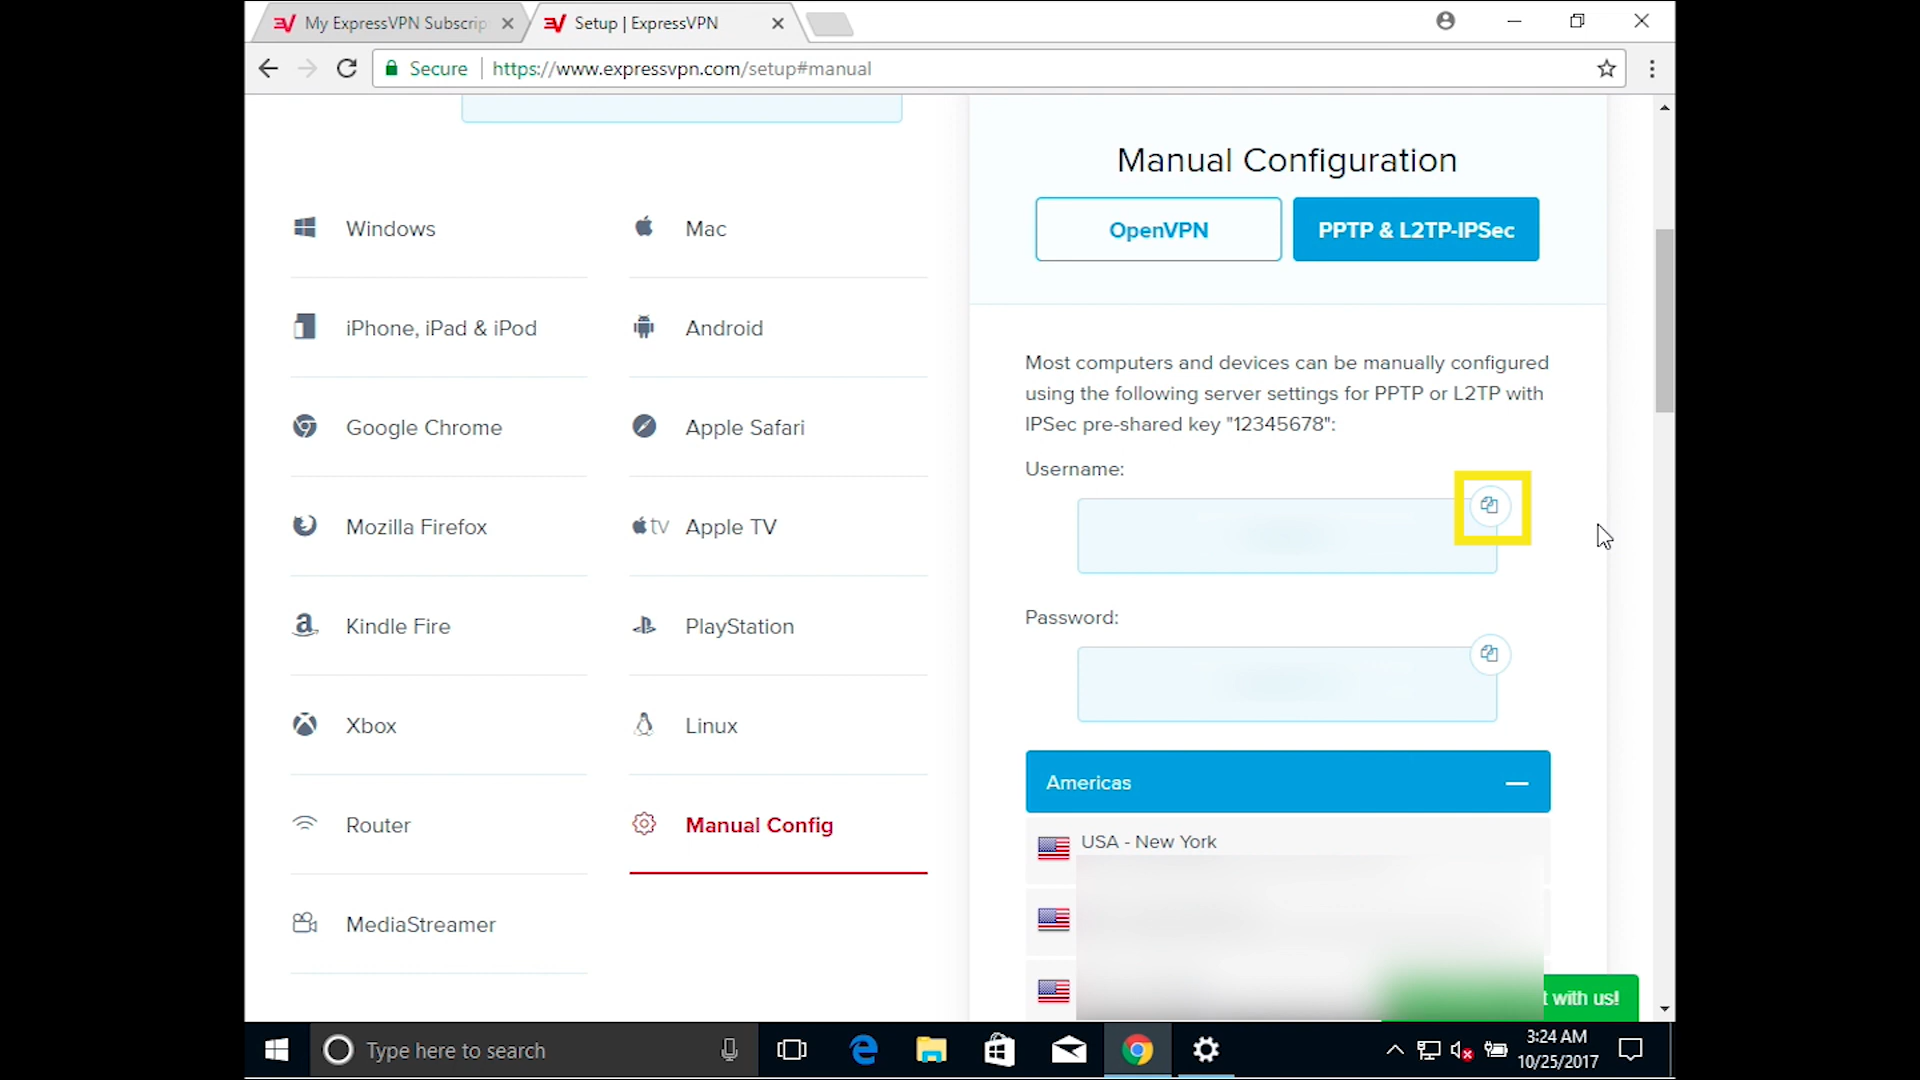 My ExpressVPN Subscrip
Setup | ExpressVPN
Secure
https://www.expressvpn.com/setup#manual
Windows
Mac
iPhone, iPad & iPod
Android
Google Chrome
Apple Safari
Mozilla Firefox
tv
Apple TV
Kindle Fire
PlayStation
Xbox
Linux
Router
Manual Config
MediaStreamer
Manual Configuration
OpenVPN
PPTP & L2TP-IPSec
Most computers and devices can be manually configured
using the following server settings for PPTP or L2TP with
IPSec pre-shared key "12345678":
Username:
Password:
Americas
USA - New York
t with us!
Type here to search
3:24 AM
10/25/2017